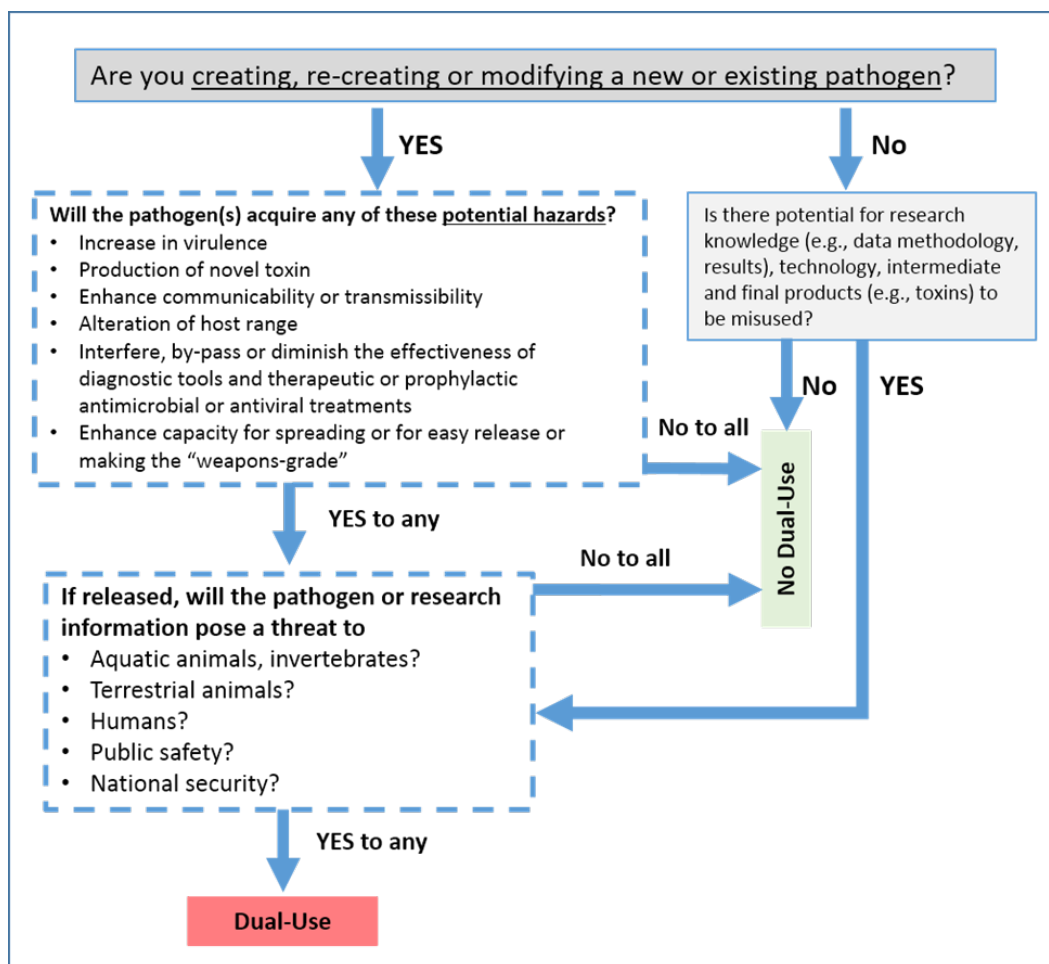 Are you creating, re-creating or modifying a new or existing pathogen?
YES
No
Will the pathogen(s) acquire any of these potential hazards?
• Increase in virulence
• Production of novel toxin
• Enhance communicability or transmissibility
• Alteration of host range
• Interfere, by-pass or diminish the effectiveness of
diagnostic tools and therapeutic or prophylactic
antimicrobial or antiviral treatments
• Enhance capacity for spreading or for easy release or
making the “weapons-grade”
Is there potential for research
knowledge (e.g., data methodology,
results), technology, intermediate
and final products (e.g., toxins) to
be misused?
No
YES
No to all
YES to any
No to all
No Dual-Use
If released, will the pathogen or research
information pose a threat to
• Aquatic animals, invertebrates?
• Terrestrial animals?
• Humans?
• Public safety?
• National security?
YES to any
Dual-Use